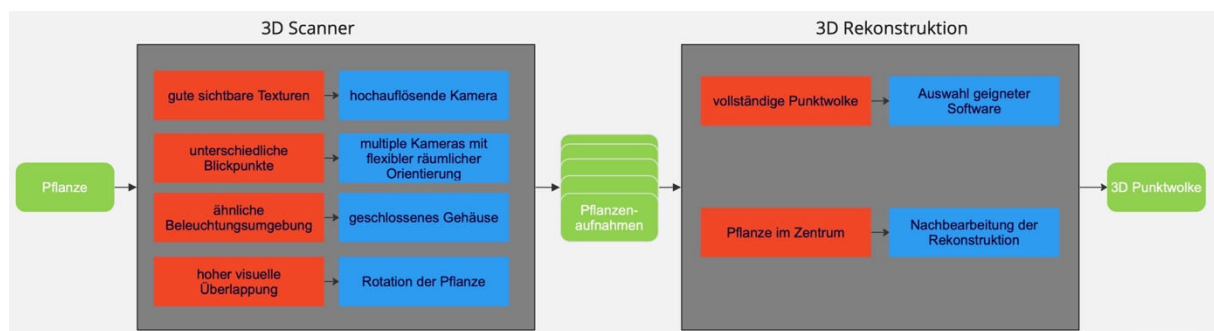 3D Scanner
3D Rekonstruktion
Pflanze
gute sichtbare Texturen
hochauflösende Kamera
unterschiedliche
Blickpunkte
multiple Kameras mit
flexibler räumlicher
Orientierung
ähnliche
Beleuchtungsumgebung
geschlossenes Gehäuse
hoher visuelle
Überlappung
Rotation der Pflanze
Pflanzen-
aufnahmen
vollständige Punktwolke
Auswahl geigneter
Software
Pflanze im Zentrum
Nachbearbeitung der
Rekonstruktion
3D Punktwolke